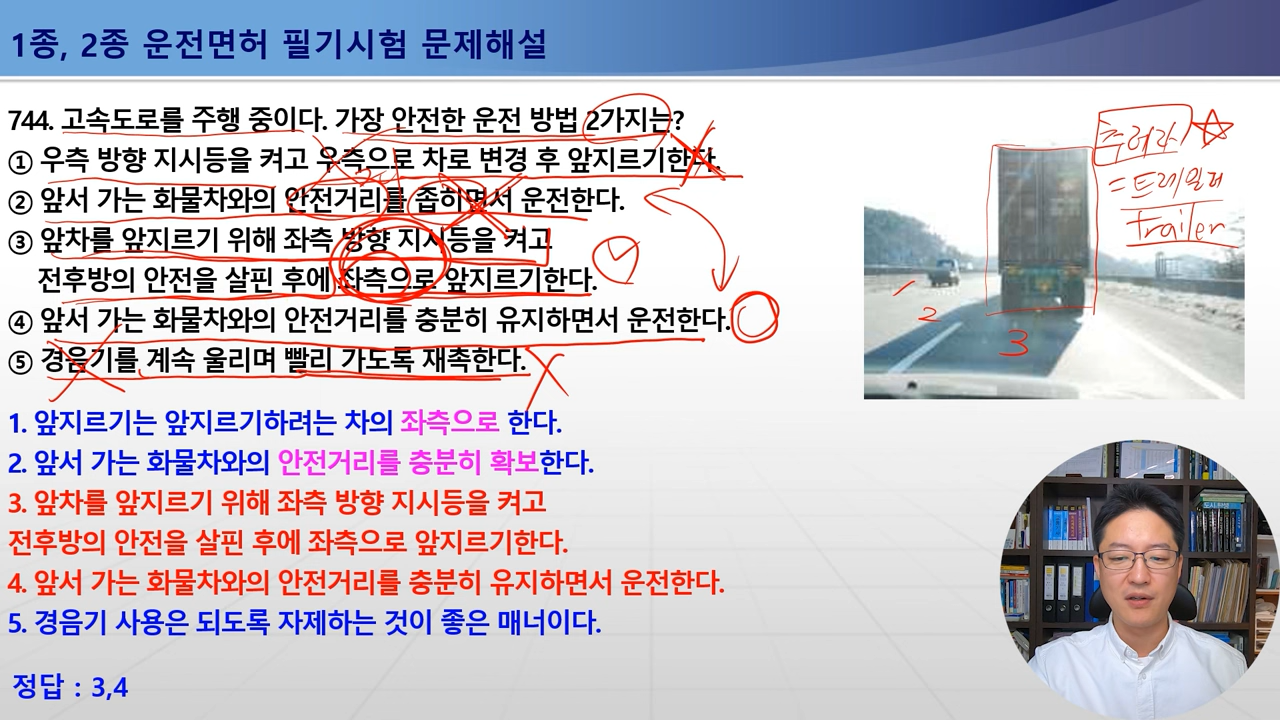 1종, 2종 운전면허 필기시험 문제해설
744. 고속도로를 주행 중이다. 가장 안전한 운전 방법 2가지는?
① 우측 방향 지시등을 켜고 우측으로 차로 변경 후 앞지르기한다.
② 앞서 가는 화물차와의 안전거리를 좁히면서 운전한다.
③ 앞차를 앞지르기 위해 좌측 방향 지시등을 켜고
전후방의 안전을 살핀 후에 좌측으로 앞지르기한다.
④ 앞서 가는 화물차와의 안전거리를 충분히 유지하면서 운전한다.
⑤ 경음기를 계속 울리며 빨리 가도록 재촉한다.
추레라
=트레일러
Trailer
2
3
1. 앞지르기는 앞지르기하려는 차의 좌측으로 한다.
2. 앞서 가는 화물차와의 안전거리를 충분히 확보한다.
3. 앞차를 앞지르기 위해 좌측 방향 지시등을 켜고
전후방의 안전을 살핀 후에 좌측으로 앞지르기한다.
4. 앞서 가는 화물차와의 안전거리를 충분히 유지하면서 운전한다.
5. 경음기 사용은 되도록 자제하는 것이 좋은 매너이다.
정답 : 3,4